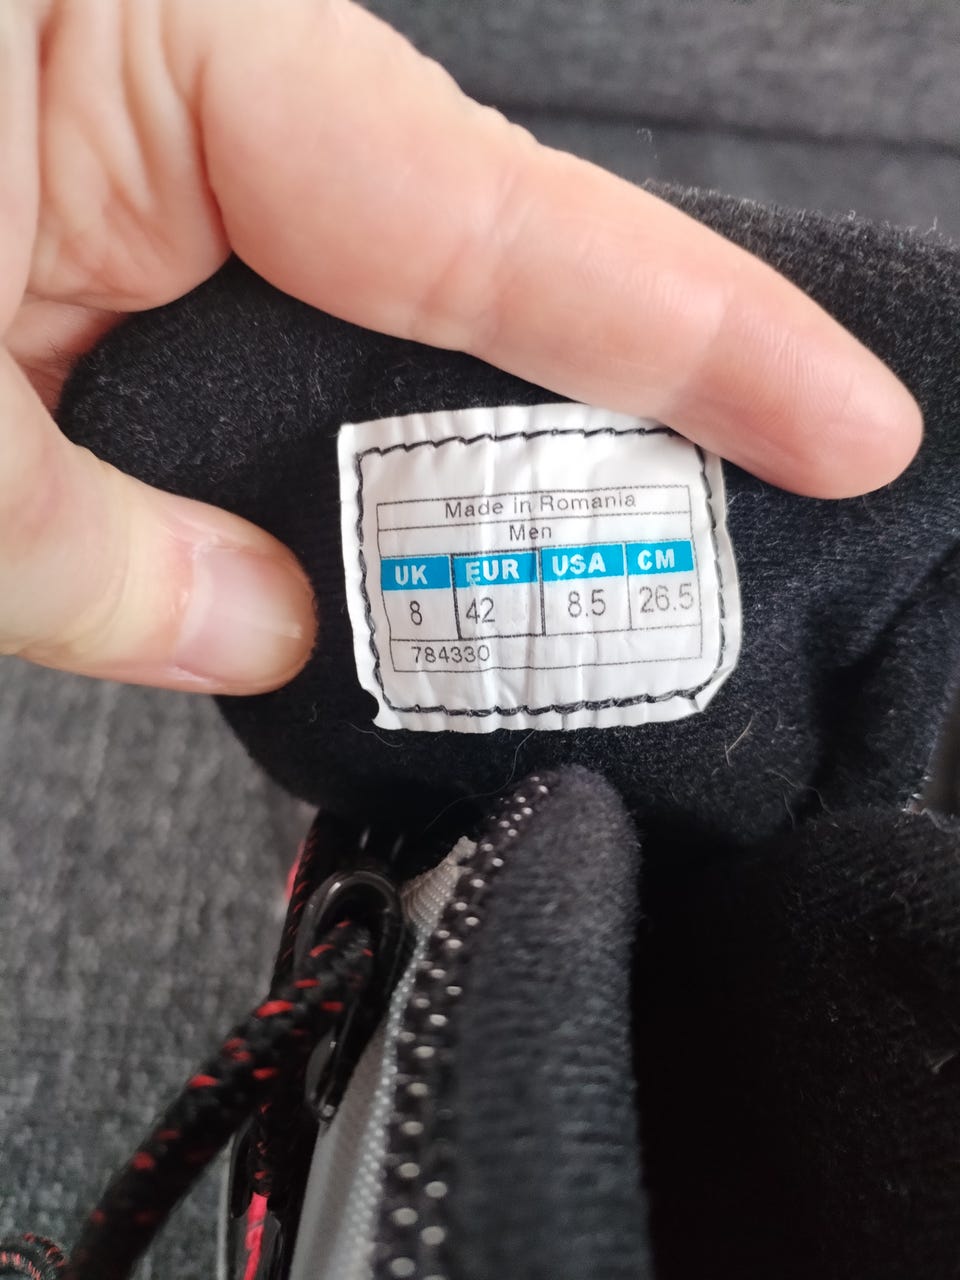 Made in Romania
Men
UK EUR USA CM
8 42 8.5 26.5
784330